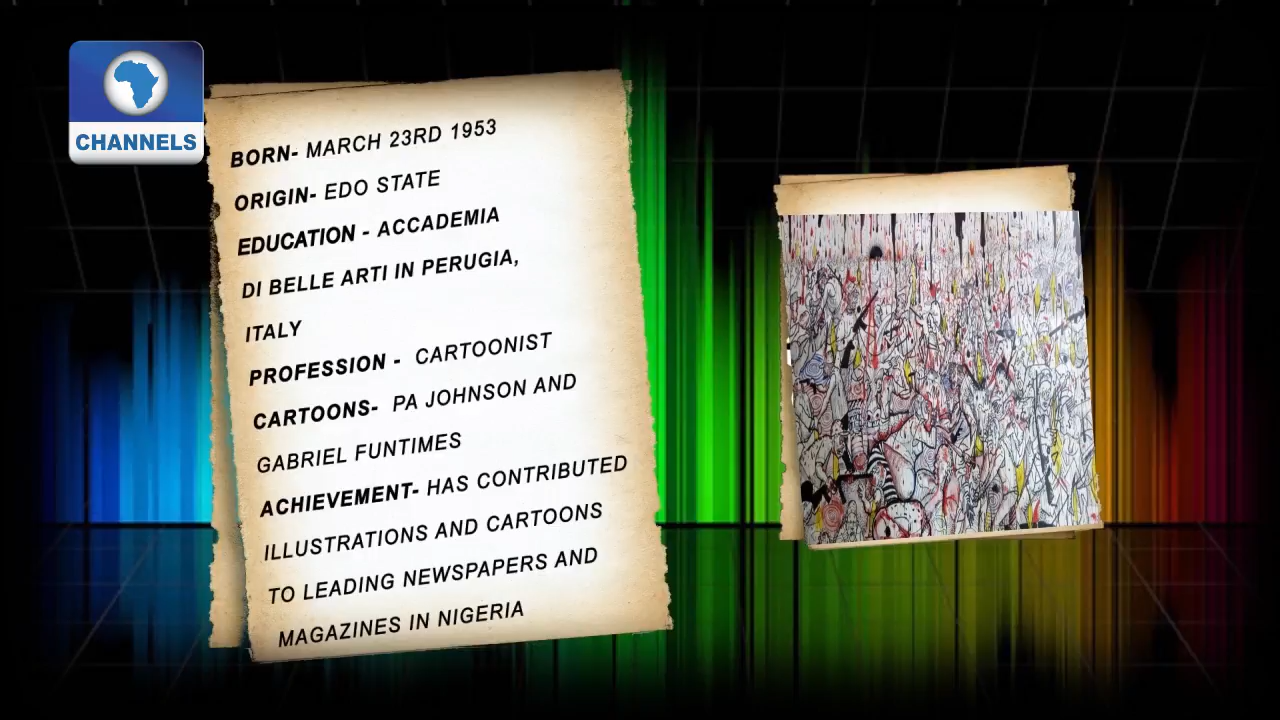 CHANNELS
BORN- MARCH 23RD 1953
ORIGIN- EDO STATE
EDUCATION - ACCADEMIA
DI BELLE ARTI IN PERUGIA,
ITALY
PROFESSION - CARTOONIST
CARTOONS- PA JOHNSON AND
GABRIEL FUNTIMES
ACHIEVEMENT- HAS CONTRIBUTED
ILLUSTRATIONS AND CARTOONS
TO LEADING NEWSPAPERS AND
MAGAZINES IN NIGERIA